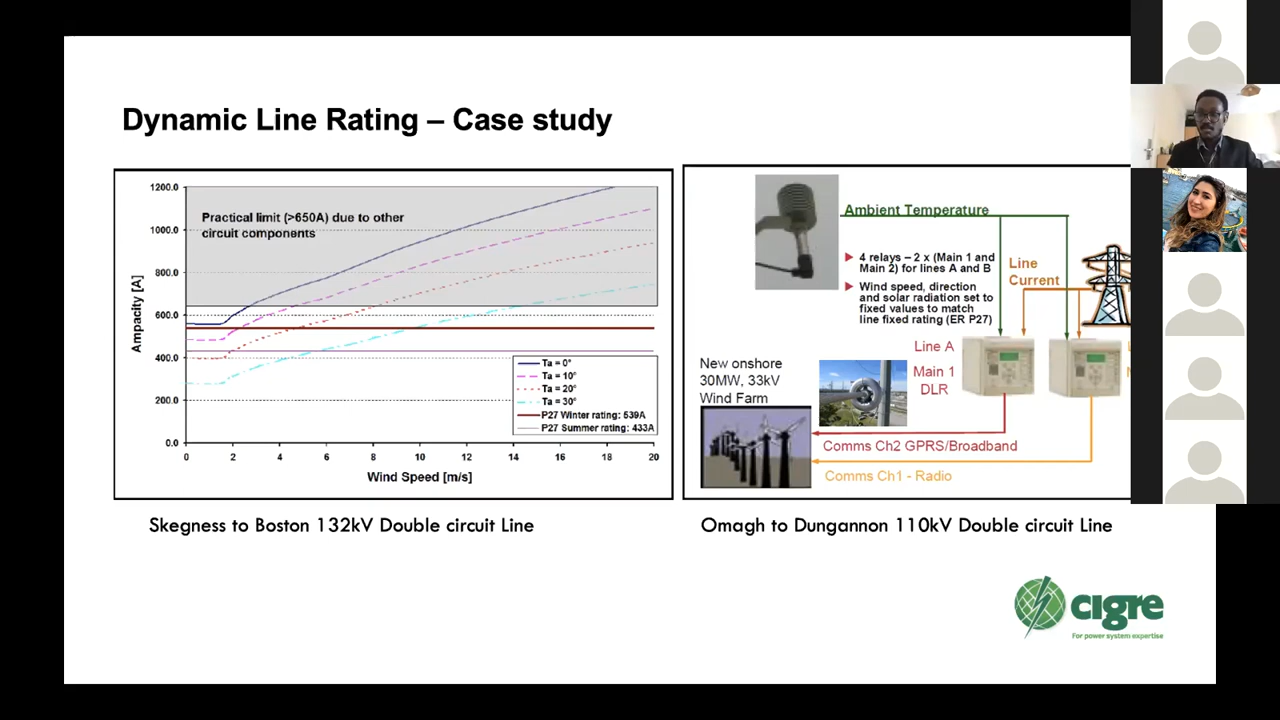 Dynamic Line Rating – Case study
Practical limit (>650A) due to other
circuit components
1200.0
1000.0
800.0
600.0
400.0
200.0
0.0
Ampacity [A]
0 2 4 6 8 10 12 14 16 18 20
Wind Speed [m/s]
Ta = 0°
Ta = 10°
Ta = 20°
Ta = 30°
P27 Winter rating: 539A
P27 Summer rating: 433A
Skegness to Boston 132kV Double circuit Line
Ambient Temperature
4 relays – 2 x (Main 1 and
Main 2) for lines A and B
Wind speed, direction
and solar radiation set to
fixed values to match
line fixed rating (ER P27)
Line
Current
Line A
Main 1
DLR
New onshore
30MW, 33kV
Wind Farm
Comms Ch2 GPRS/Broadband
Comms Ch1 - Radio
Omagh to Dungannon 110kV Double circuit Line
cigre
For power system expertise